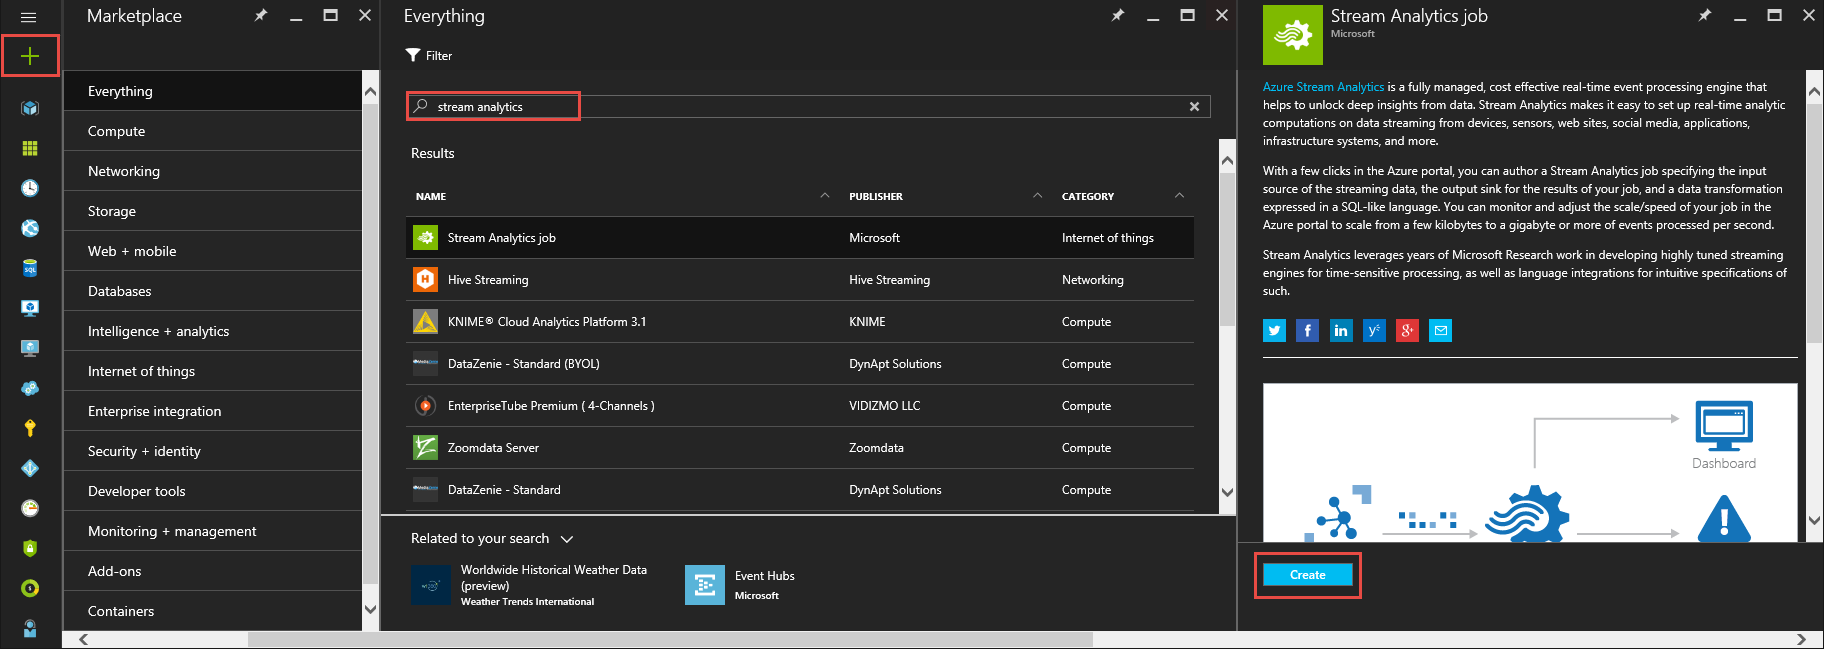 Marketplace
Everything
Compute
Networking
Storage
Web + mobile
Databases
Intelligence + analytics
Internet of things
Enterprise integration
Security + identity
Developer tools
Monitoring + management
Add-ons
Containers
SQL
Everything
Filter
stream analytics
Results
NAME PUBLISHER CATEGORY
Stream Analytics job Microsoft Internet of things
Hive Streaming Hive Streaming Networking
KNIME® Cloud Analytics Platform 3.1 KNIME Compute
DataZenie - Standard (BYOL) DynApt Solutions Compute
EnterpriseTube Premium ( 4-Channels ) VIDIZMO LLC Compute
Zoomdata Server Zoomdata Compute
DataZenie - Standard DynApt Solutions Compute
Related to your search
Worldwide Historical Weather Data
(preview)
Weather Trends International
Event Hubs
Microsoft
Stream Analytics job
Microsoft
Azure Stream Analytics is a fully managed, cost effective real-time event processing engine that
helps to unlock deep insights from data. Stream Analytics makes it easy to set up real-time analytic
computations on data streaming from devices, sensors, web sites, social media, applications,
infrastructure systems, and more.
With a few clicks in the Azure portal, you can author a Stream Analytics job specifying the input
source of the streaming data, the output sink for the results of your job, and a data transformation
expressed in a SQL-like language. You can monitor and adjust the scale/speed of your job in the
Azure portal to scale from a few kilobytes to a gigabyte or more of events processed per second.
Stream Analytics leverages years of Microsoft Research work in developing highly tuned streaming
engines for time-sensitive processing, as well as language integrations for intuitive specifications of
such.
Dashboard
Create